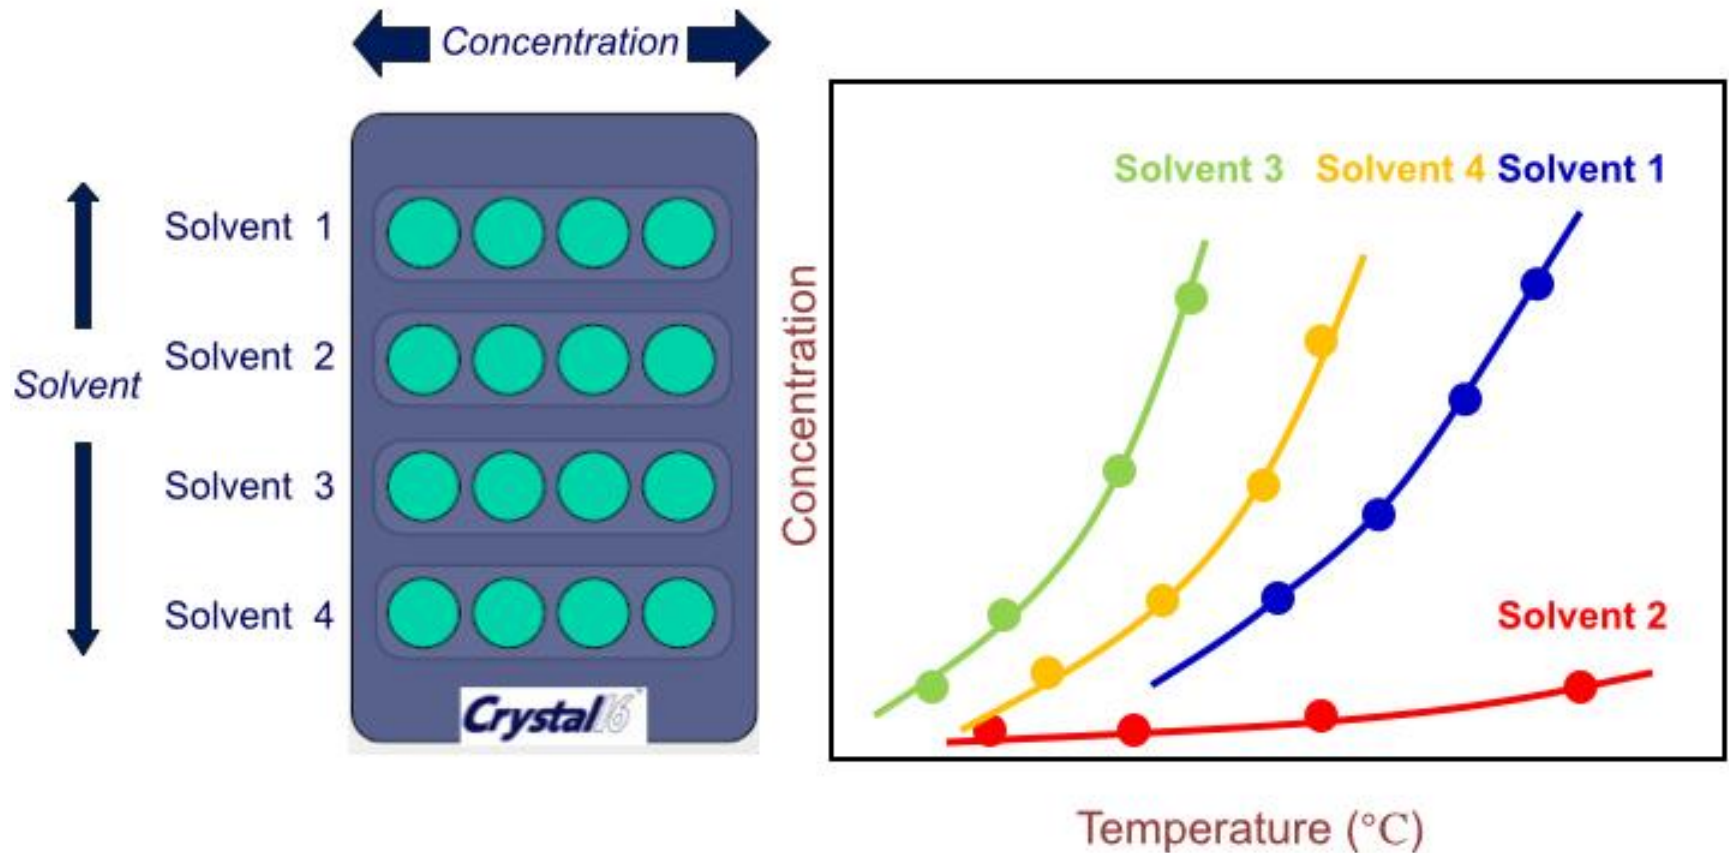 Concentration
Solvent 1
Solvent 2
Solvent
Solvent 3
Solvent 4
Crystal16
Concentration
Solvent 3 Solvent 4 Solvent 1
Solvent 2
Temperature (°C)